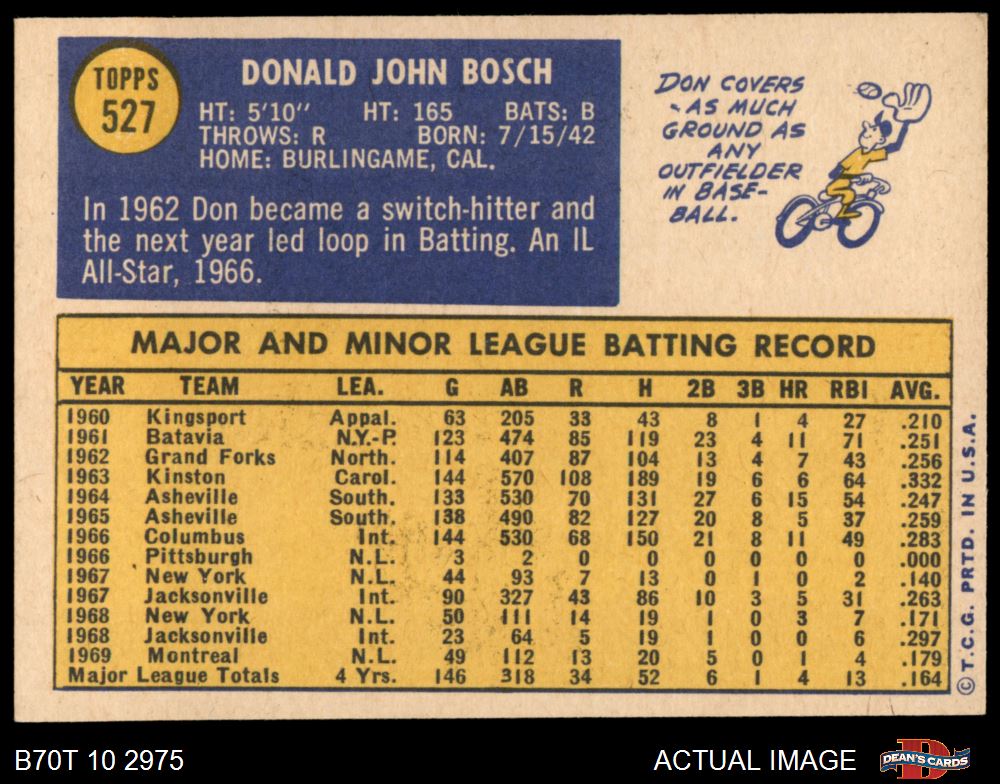 TOPPS
527
DONALD JOHN BOSCH
HT: 5'10" HT: 165 BATS: B
THROWS: R BORN: 7/15/42
HOME: BURLINGAME, CAL.
In 1962 Don became a switch-hitter and
the next year led loop in Batting. An IL
All-Star, 1966.
DON COVERS
- AS MUCH
GROUND AS
ANY
OUTFIELDER
IN BASE-
BALL.
MAJOR AND MINOR LEAGUE BATTING RECORD
YEAR TEAM LEA. G AB R H 2B 3B HR RBI AVG.
1960 Kingsport Appal. 63 205 33 43 8 1 4 27 .210
1961 Batavia N.Y.-P. 123 474 85 119 23 4 11 71 .251
1962 Grand Forks North. 114 407 87 104 13 4 7 43 .256
1963 Kinston Carol. 144 570 108 189 19 6 6 64 .332
1964 Asheville South. 133 530 70 131 27 6 15 54 .247
1965 Asheville South. 138 490 82 127 20 8 5 37 .259
1966 Columbus Int. 144 530 68 150 21 8 11 49 .283
1966 Pittsburgh N.L. 3 2 0 0 0 0 0 0 .000
1967 New York N.L. 44 93 7 13 0 1 0 2 .140
1967 Jacksonville Int. 90 327 43 86 10 3 5 31 .263
1968 New York N.L. 50 111 14 19 1 0 3 7 .171
1968 Jacksonville Int. 23 64 5 19 1 0 0 6 .297
1969 Montreal N.L. 49 112 13 20 5 0 1 4 .179
Major League Totals 4 Yrs. 146 318 34 52 6 1 4 13 .164
© T.C.G. PRTD. IN U.S.A.
B70T 10 2975
ACTUAL IMAGE
DEAN'S CARDS